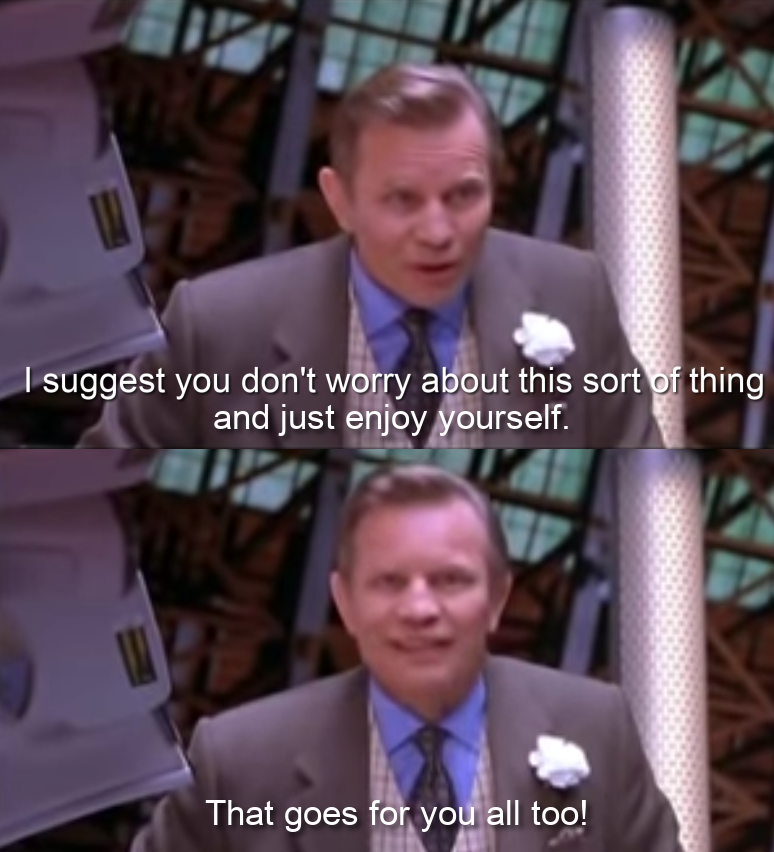 I suggest you don't worry about this sort of thing
and just enjoy yourself.
That goes for you all too!